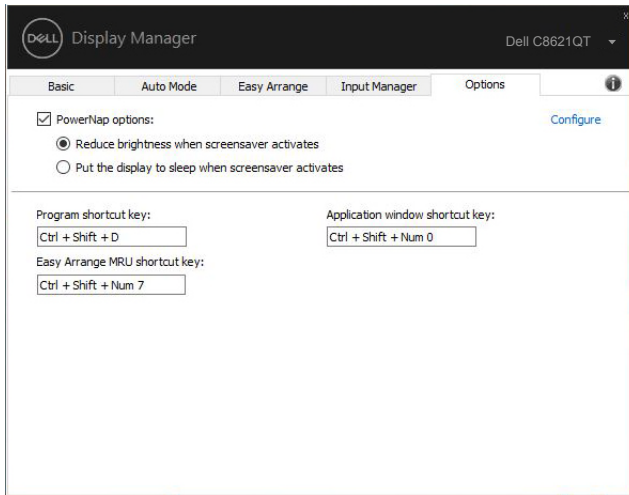 x
DELL Display Manager
Dell C8621QT
Basic Auto Mode Easy Arrange Input Manager Options i
PowerNap options: Configure
Reduce brightness when screensaver activates
Put the display to sleep when screensaver activates
Program shortcut key: Application window shortcut key:
Ctrl + Shift + D Ctrl + Shift + Num 0
Easy Arrange MRU shortcut key:
Ctrl + Shift + Num 7